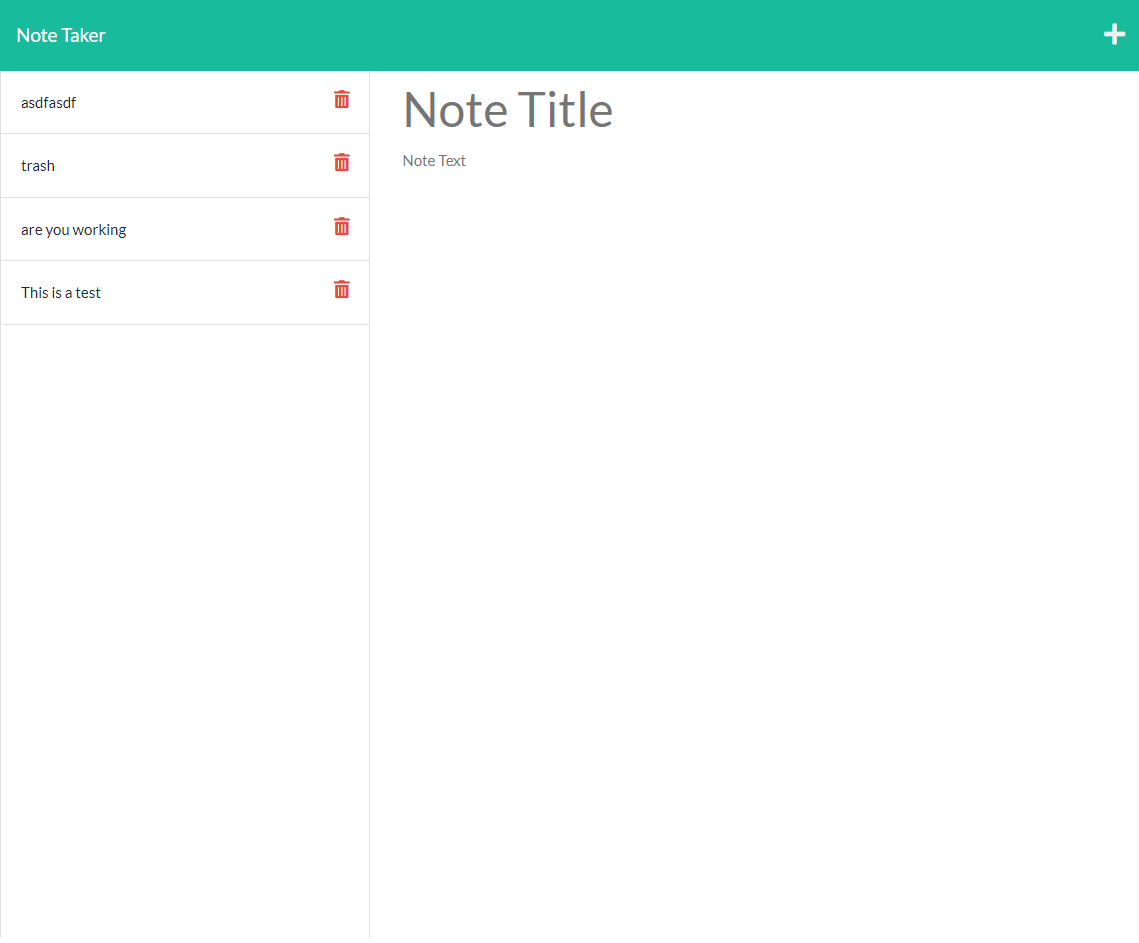 Note Taker
asdfasdf
trash
are you working
This is a test
Note Title
Note Text